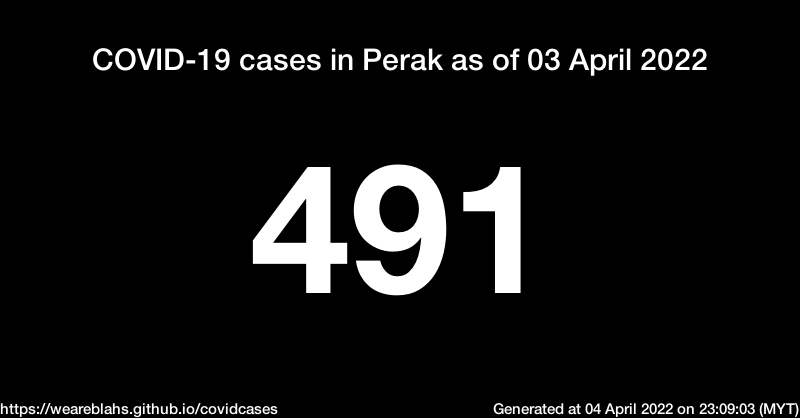 COVID-19 cases in Perak as of 03 April 2022
491
https://weareblahs.github.io/covidcases
Generated at 04 April 2022 on 23:09:03 (MYT)